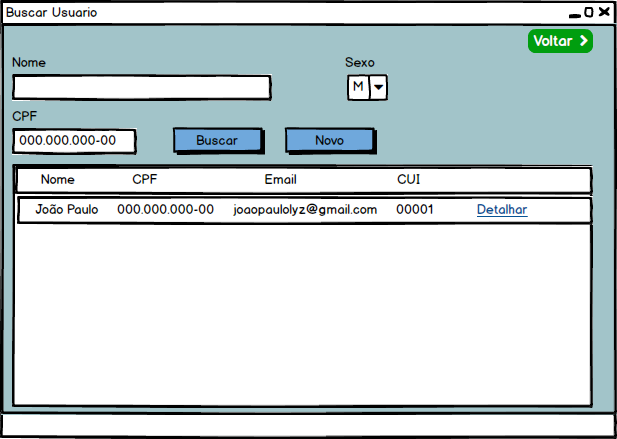 Buscar Usuario
Voltar
Nome
Sexo
M
CPF
000.000.000-00
Buscar
Novo
Nome CPF Email CUI
João Paulo 000.000.000-00 joaopaulolyz@gmail.com 00001 Detalhar